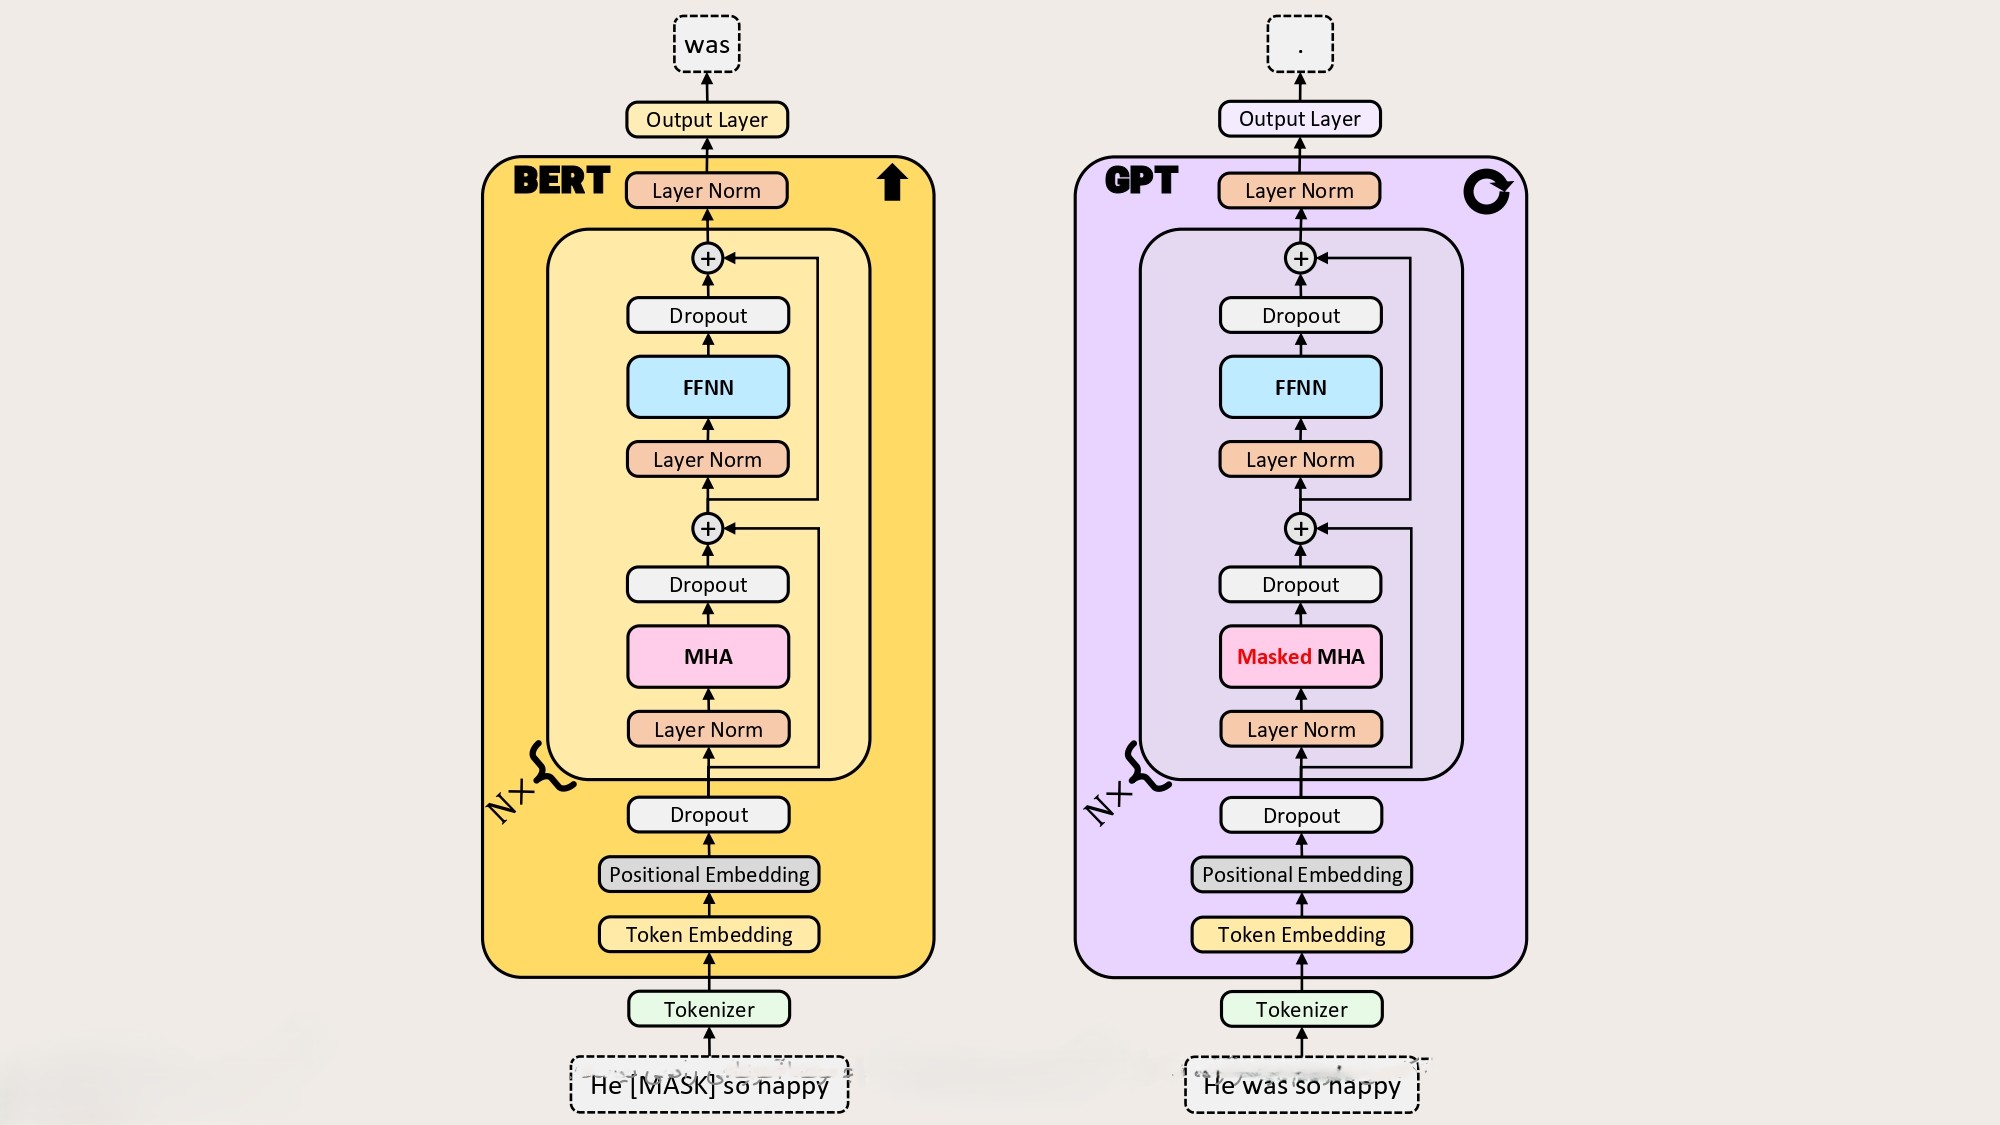 was
Output Layer
BERT
Layer Norm
+
Dropout
FFNN
Layer Norm
+
Dropout
MHA
Layer Norm
N×
Dropout
Positional Embedding
Token Embedding
Tokenizer
He [MASK] so happy
.
Output Layer
GPT
Layer Norm
+
Dropout
FFNN
Layer Norm
+
Dropout
Masked MHA
Layer Norm
N×
Dropout
Positional Embedding
Token Embedding
Tokenizer
He was so happy